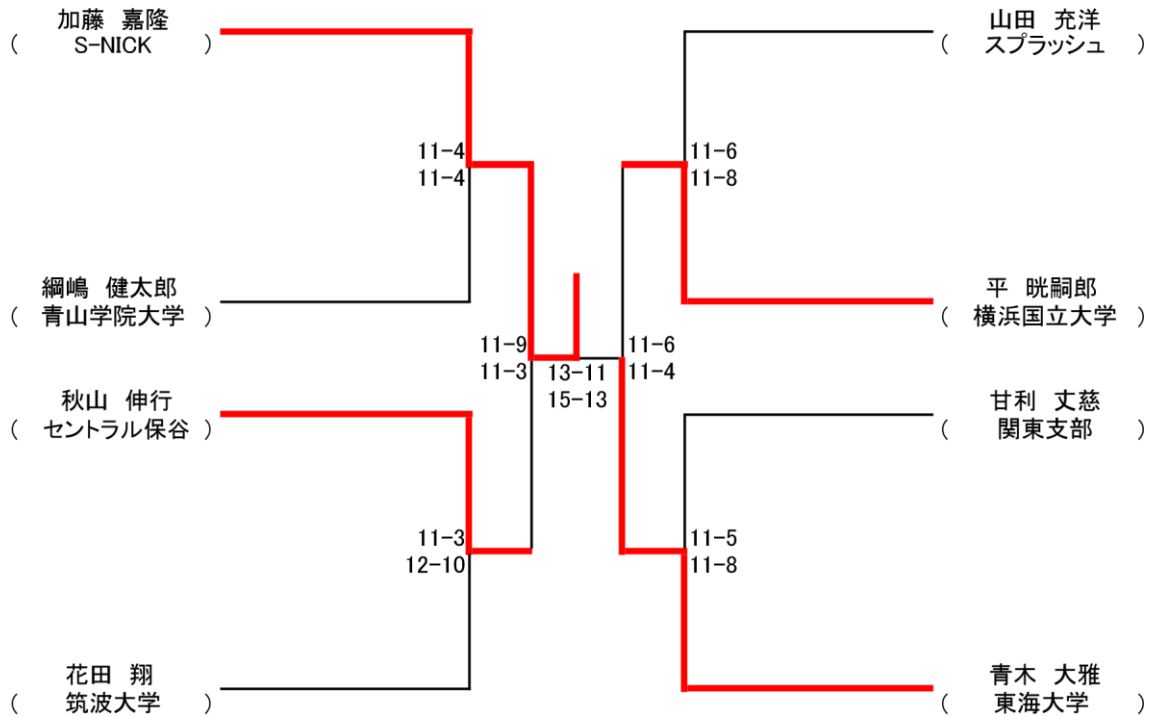 加藤 嘉隆
( S-NICK )
山田 充洋
( スプラッシュ )
11-4
11-4
11-6
11-8
綱嶋 健太郎
( 青山学院大学 )
平 晄嗣郎
( 横浜国立大学 )
11-9
11-3
13-11
15-13
11-6
11-4
秋山 伸行
( セントラル保谷 )
甘利 丈慈
( 関東支部 )
11-3
12-10
11-5
11-8
花田 翔
( 筑波大学 )
青木 大雅
( 東海大学 )